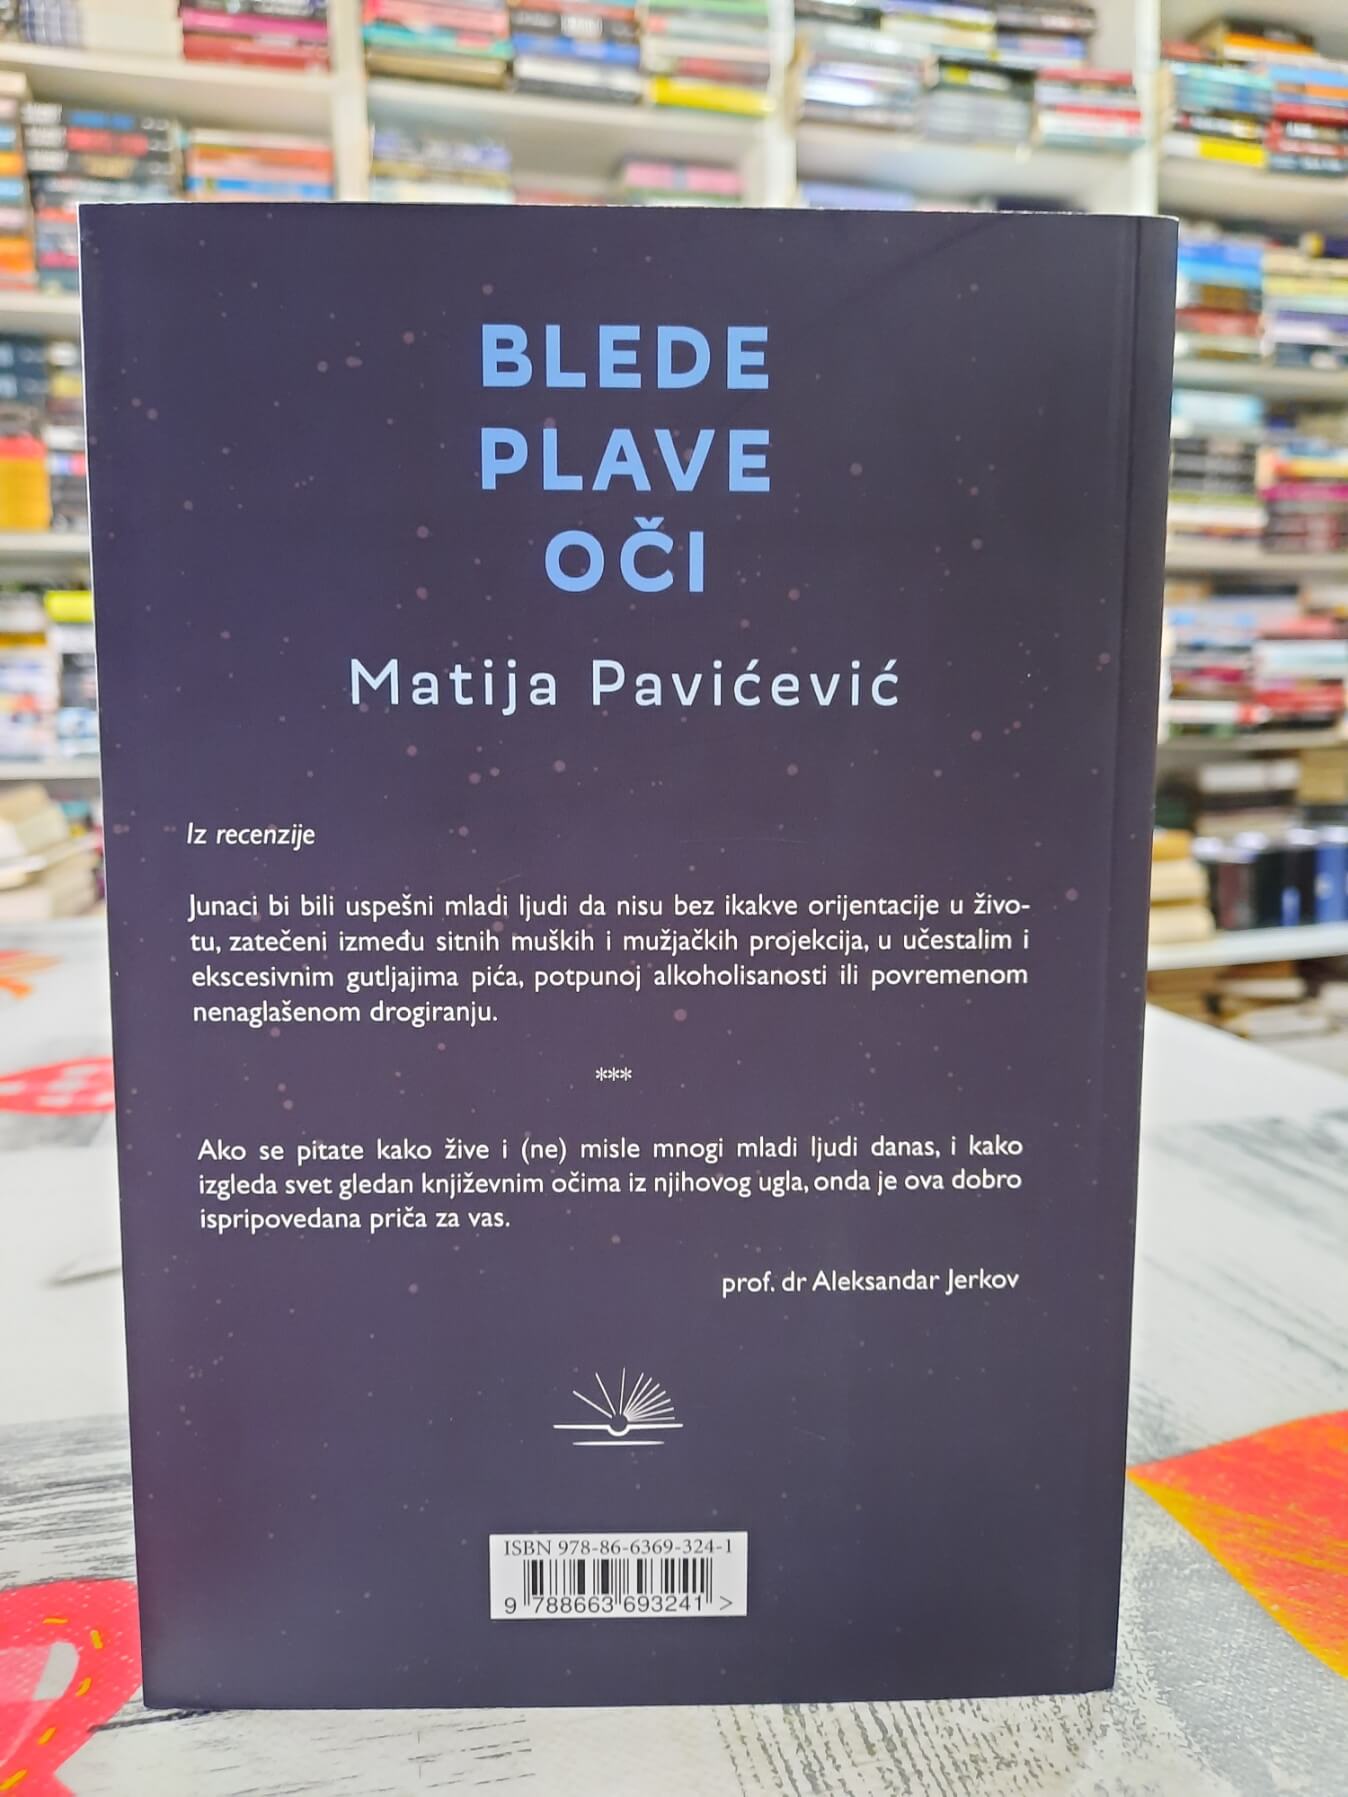 BLEDE
PLAVE
OČI
Matija Pavićević
Iz recenzije
Junaci bi bili uspešni mladi ljudi da nisu bez ikakve orijentacije u živo-
tu, zatečeni između sitnih muških i mužjačkih projekcija, u učestalim i
ekscesivnim gutljajima pića, potpunoj alkoholisanosti ili povremenom
nenaglašenom drogiranju.
***
Ako se pitate kako žive i (ne) misle mnogi mladi ljudi danas, i kako
izgleda svet gledan književnim očima iz njihovog ugla, onda je ova dobro
ispripovedana priča za vas.
prof. dr Aleksandar Jerkov
ISBN 978-86-6369-324-1
9 788663 693241 >